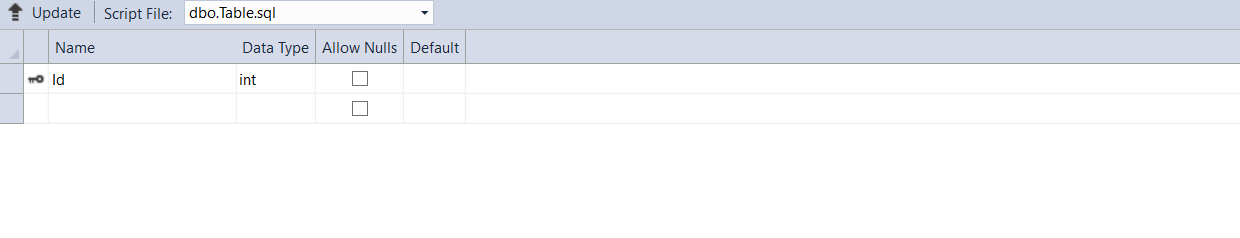 Update Script File: dbo.Table.sql
Name Data Type Allow Nulls Default
Id int